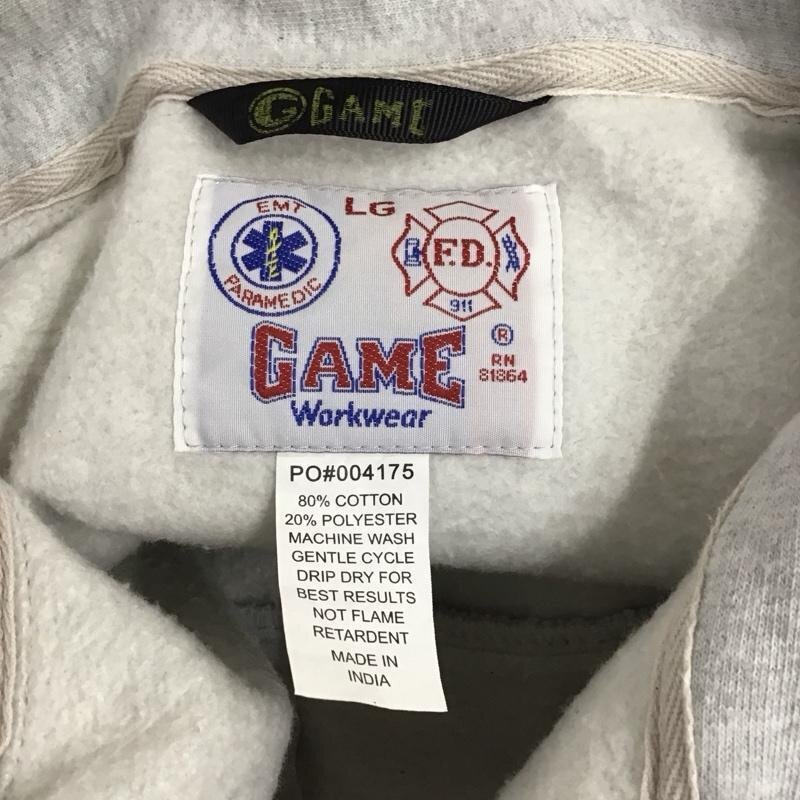 G GAME
EMT
PARAMEDIC
LG
F.D.
911
GAME ®
Workwear
RN
81364
PO#004175
80% COTTON
20% POLYESTER
MACHINE WASH
GENTLE CYCLE
DRIP DRY FOR
BEST RESULTS
NOT FLAME
RETARDENT
MADE IN
INDIA